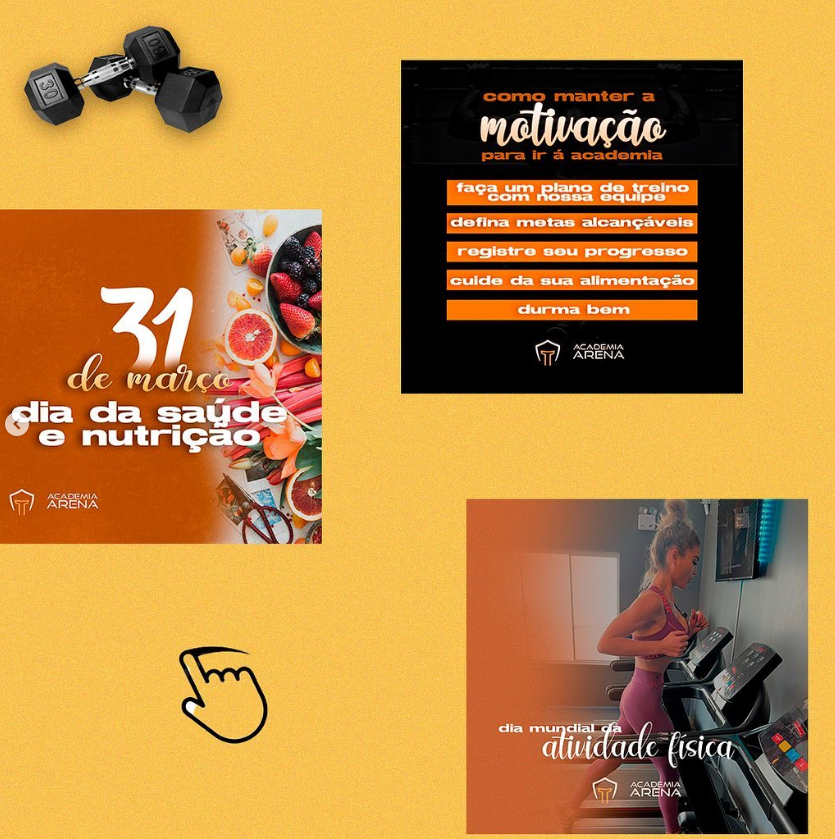 30
30
como manter a
motivação
para ir á academia
faça um plano de treino
com nossa equipe
defina metas alcançáveis
registre seu progresso
cuide da sua alimentação
durma bem
ACADEMIA
ARENA
31
de março
dia da saúde
e nutrição
ACADEMIA
ARENA
dia mundial da
atividade física
ACADEMIA
ARENA